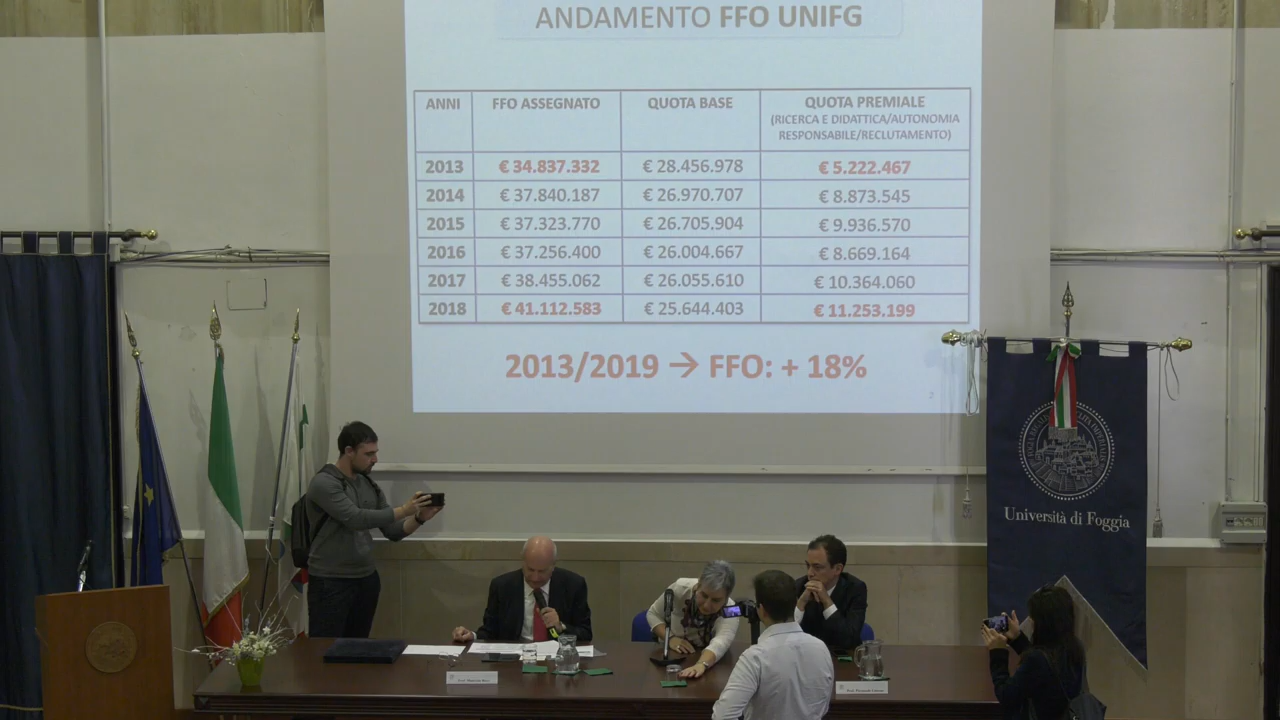 ANDAMENTO FFO UNIFG
ANNI FFO ASSEGNATO QUOTA BASE QUOTA PREMIALE
(RICERCA E DIDATTICA/AUTONOMIA
RESPONSABILE/RECLUTAMENTO)
2013 € 34.837.332 € 28.456.978 € 5.222.467
2014 € 37.840.187 € 26.970.707 € 8.873.545
2015 € 37.323.770 € 26.705.904 € 9.936.570
2016 € 37.256.400 € 26.004.667 € 8.669.164
2017 € 38.455.062 € 26.055.610 € 10.364.060
2018 € 41.112.583 € 25.644.403 € 11.253.199
2013/2019 → FFO: + 18%
2
Università di Foggia